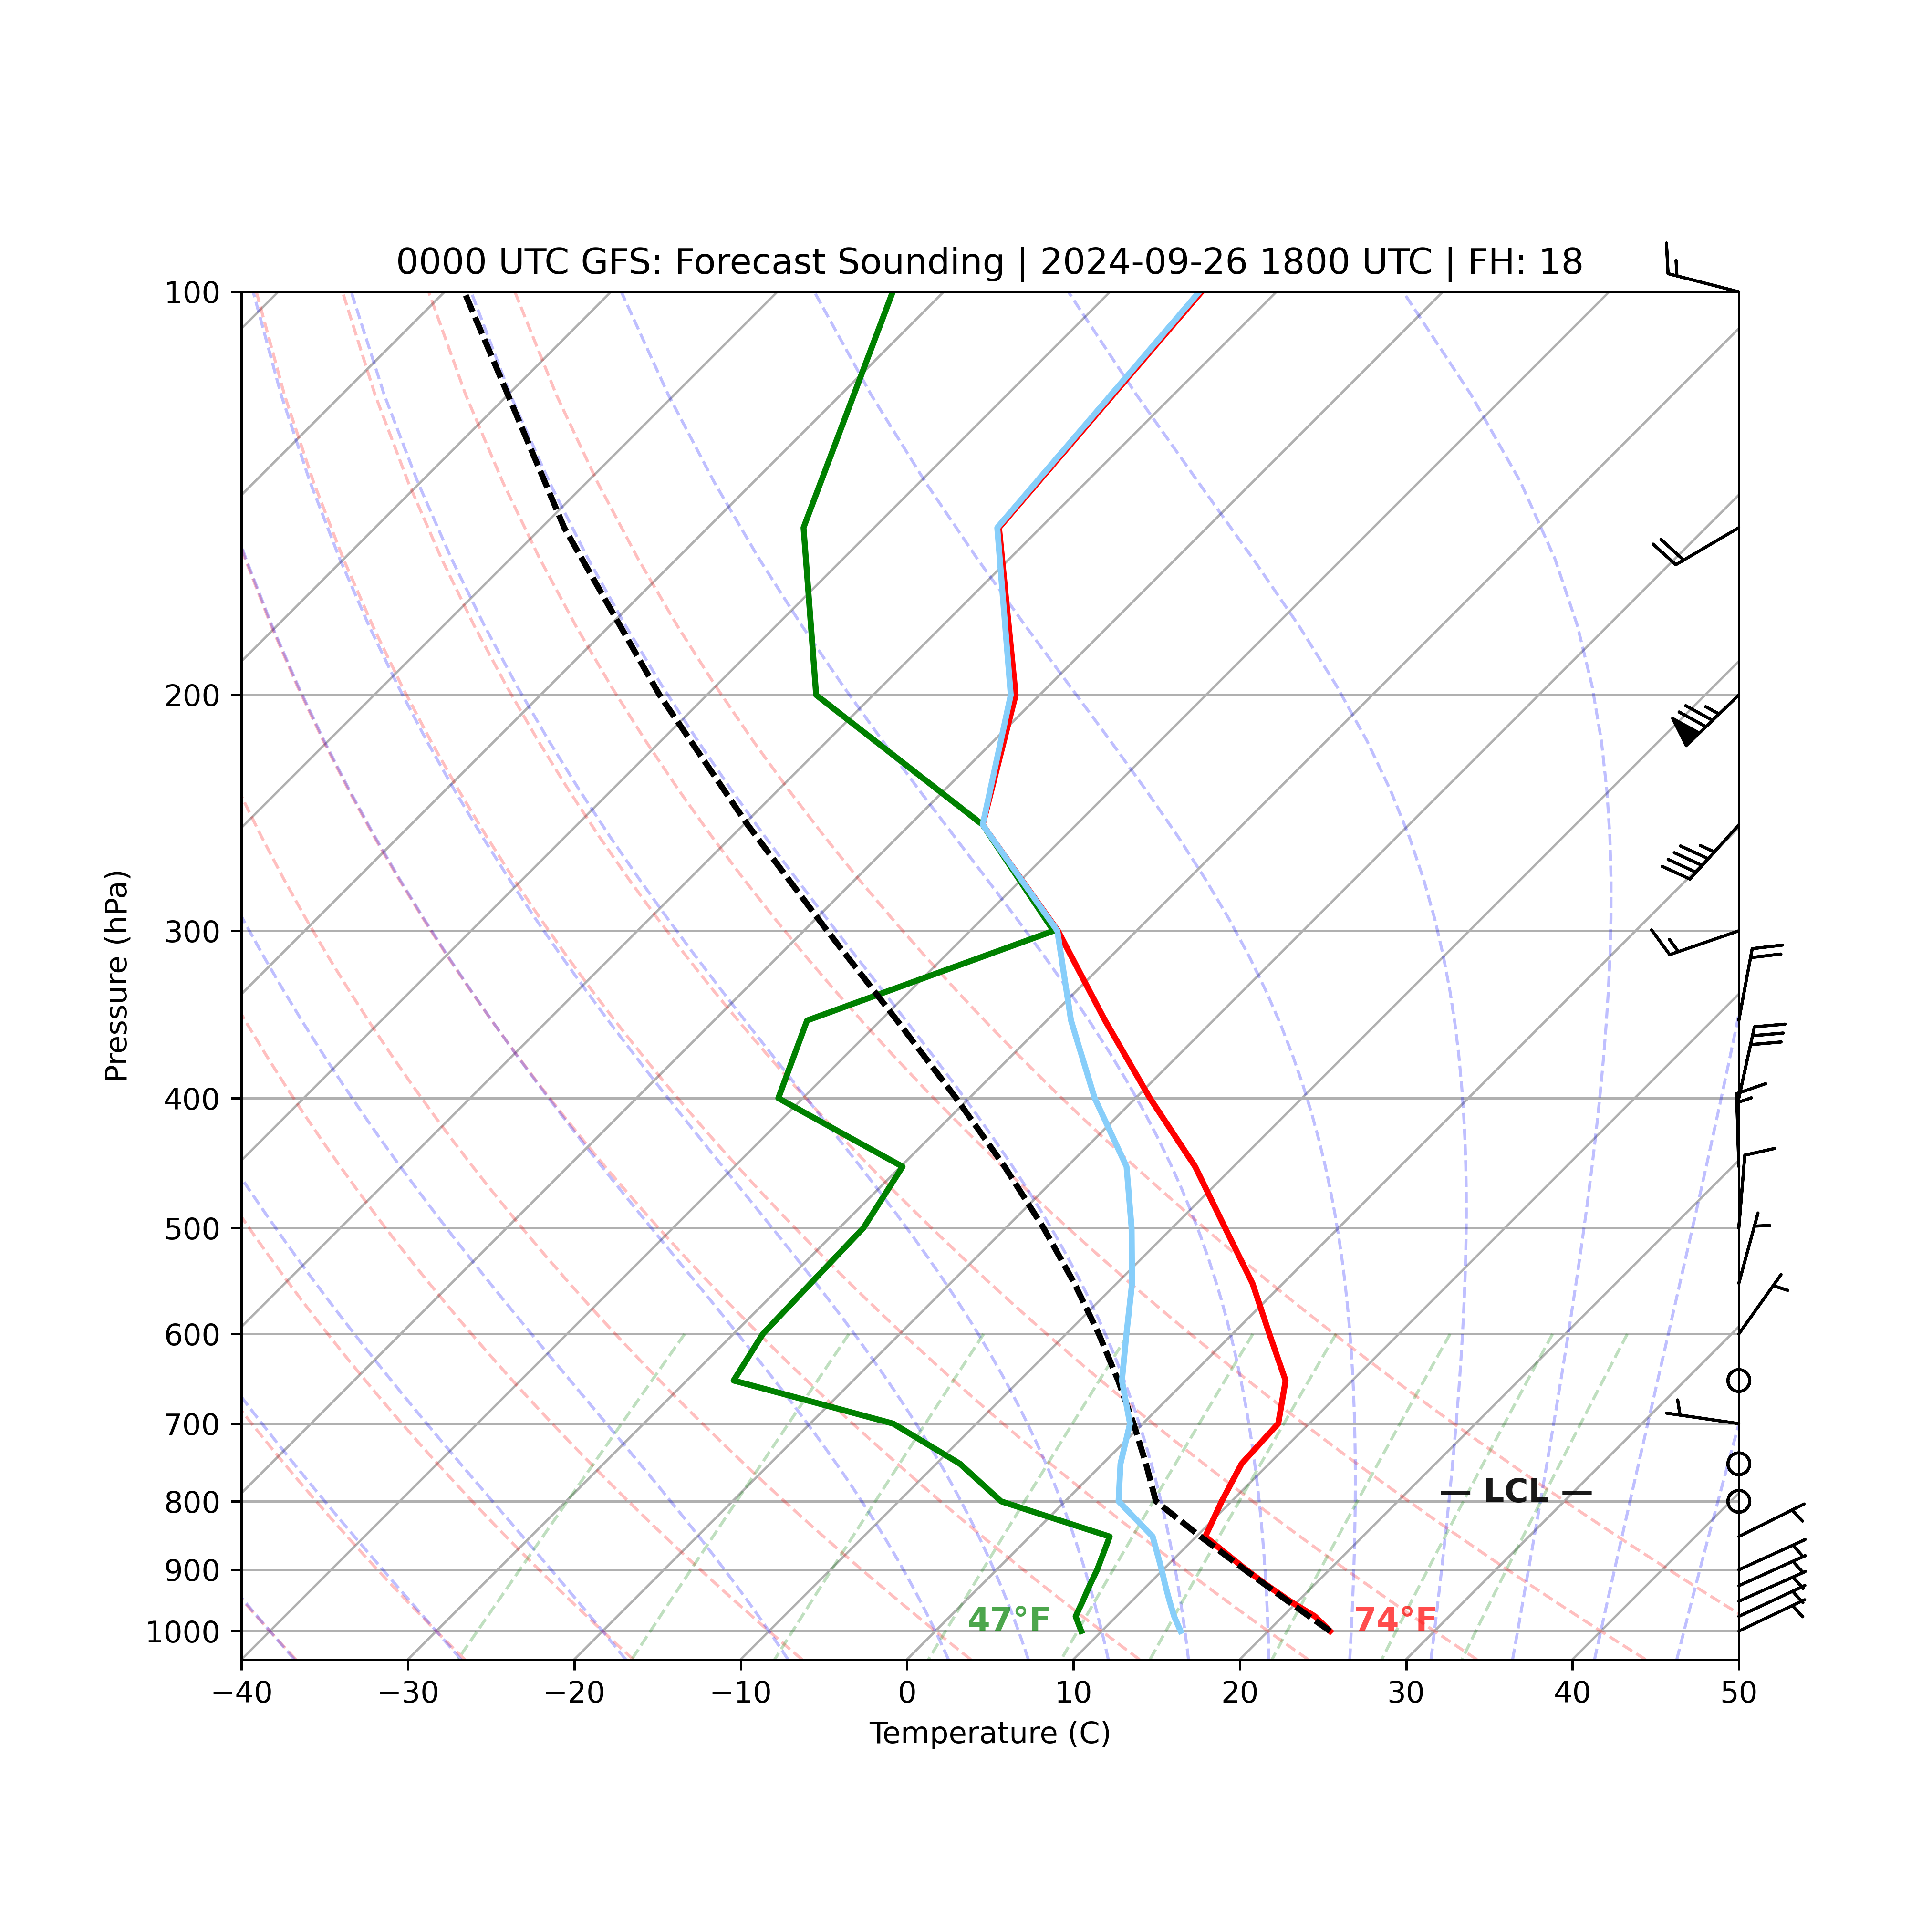 0000 UTC GFS: Forecast Sounding | 2024-09-26 1800 UTC | FH: 18
100
200
300
400
500
600
700
800
900
1000
Pressure (hPa)
— LCL —
47°F
74°F
−40 −30 −20 −10 0 10 20 30 40 50
Temperature (C)